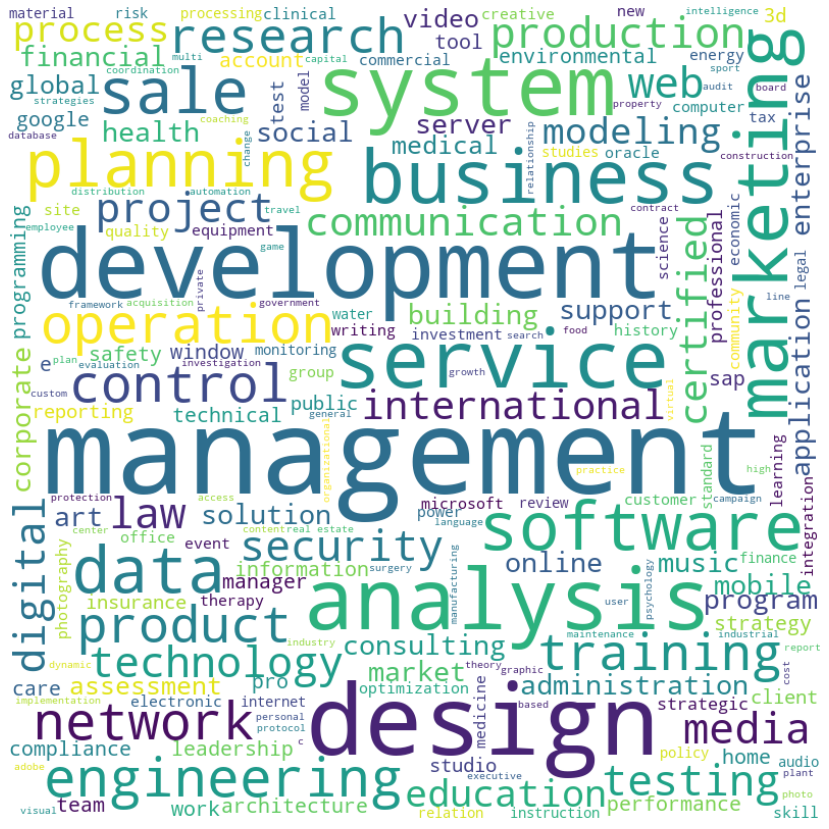 material
risk
processing
clinical
video
creative
new
intelligence
3d
process
research
production
marketing
financial
account
tool
commercial
environmental
energy
sport
coordination
multi
capital
strategies
sale
system
web
audit
board
global
google
test
model
property
computer
tax
enterprise
database
health
coaching
change
social
server
medical
modeling
studies
oracle
relationship
construction
planning
business
distribution
automation
travel
contract
employee
site
project
communication
certified
professional
science
economic
legal
programming
quality
equipment
game
development
framework
acquisition
private
government
water
building
support
community
line
application
operation
writing
investment
search
food
history
e
plan
safety
window
monitoring
evaluation
investigation
growth
service
virtual
sap
custom
control
group
public
general
international
corporate
reporting
technical
organizational
management
practice
standard
high
learning
integration
protection
access
microsoft
review
customer
campaign
art
law
solution
power
language
software
digital
photography
center
office
content
real estate
event
security
online
music
finance
data
manager
information
surgery
manufacturing
analysis
user
psychology
mobile
insurance
therapy
program
product
strategy
industry
consulting
maintenance
industrial
training
report
dynamic
technology
market
theory
graphic
cost
care
assessment
pro
optimization
administration
client
implementation
electronic
internet
based
medicine
strategic
network
personal
protocol
c
design
media
compliance
leadership
studio
policy
home
audio
adobe
engineering
executive
education
testing
plant
photo
visual
team
work
architecture
relation
instruction
performance
skill